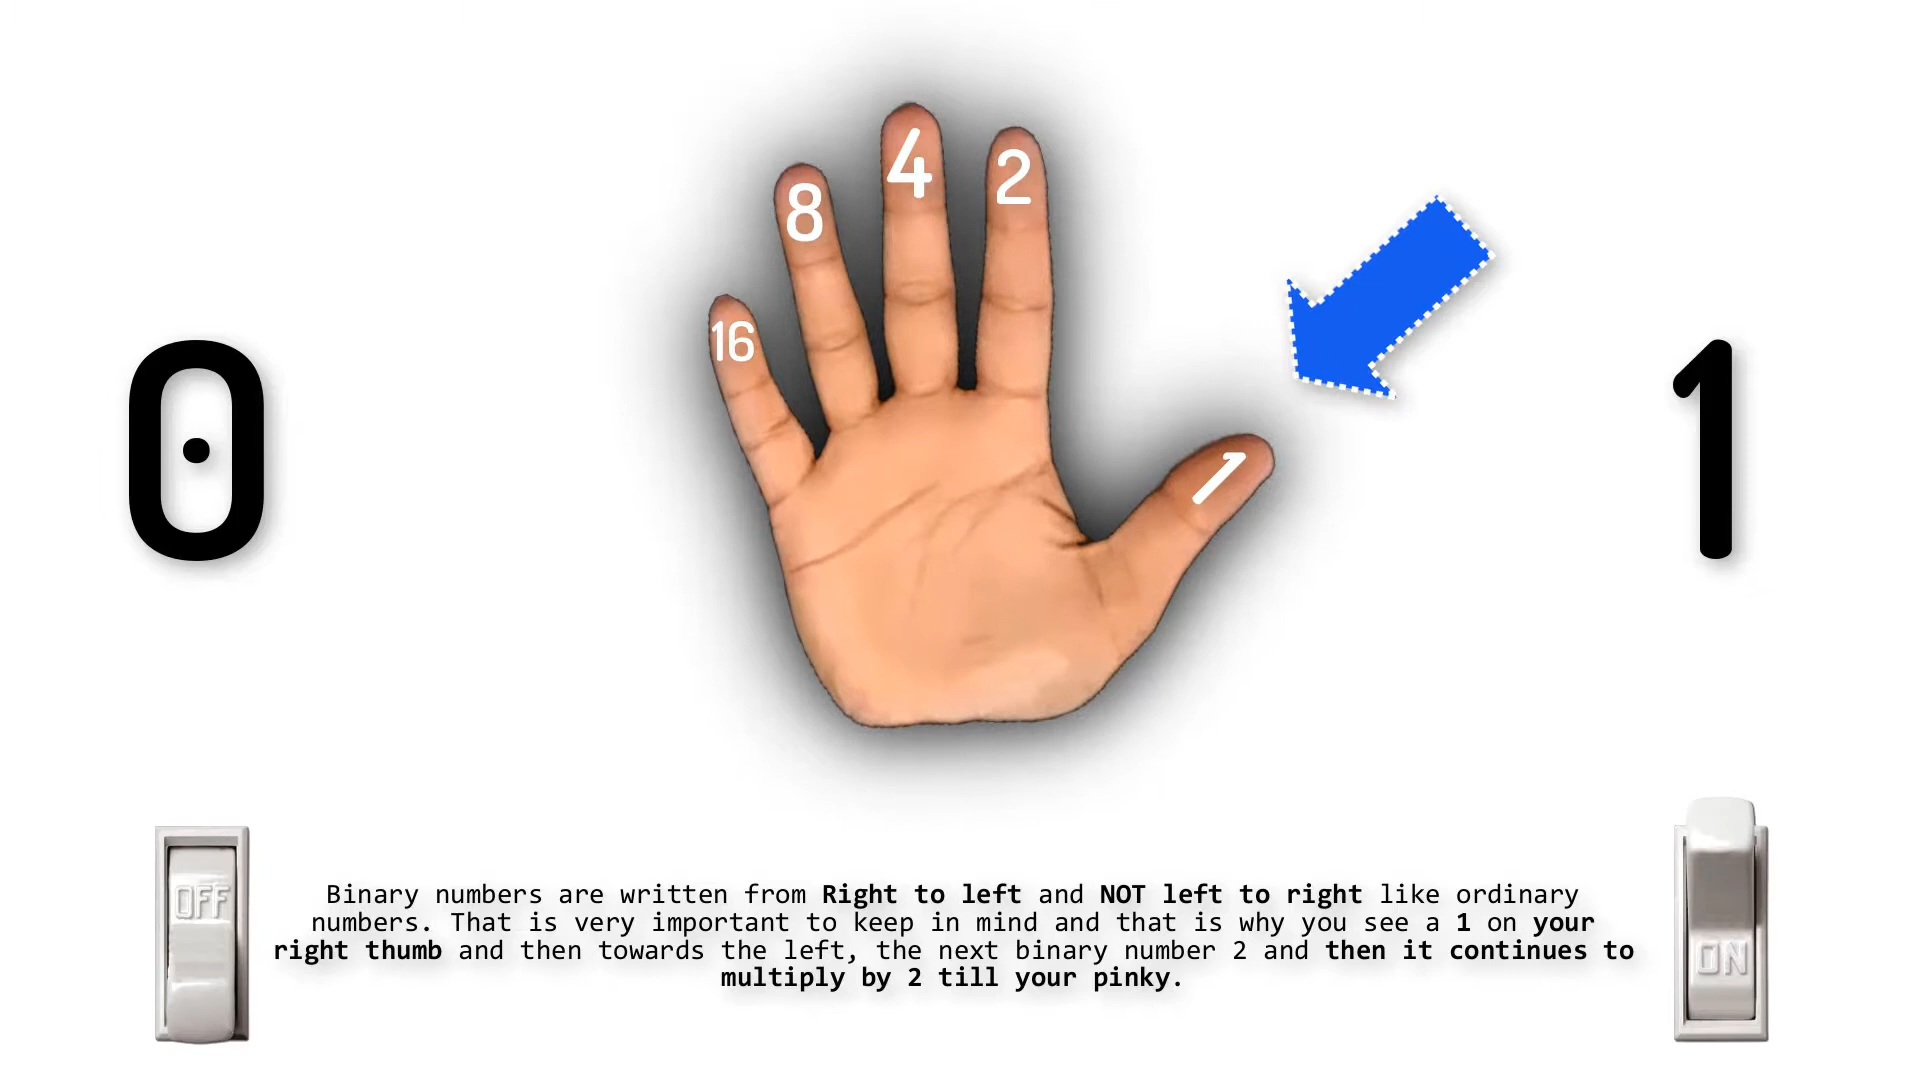 4
2
8
16
0
1
1
OFF
ON
Binary numbers are written from Right to left and NOT left to right like ordinary
numbers. That is very important to keep in mind and that is why you see a 1 on your
right thumb and then towards the left, the next binary number 2 and then it continues to
multiply by 2 till your pinky.